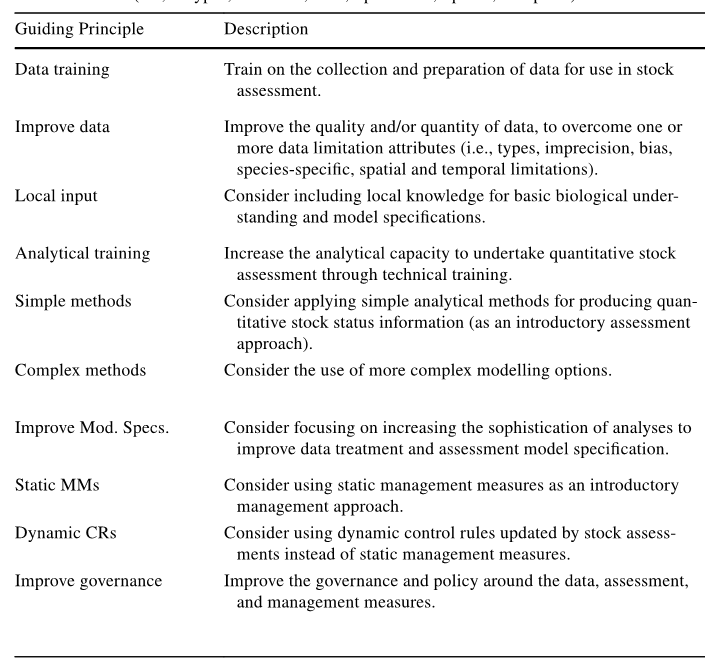 Guiding Principle Description
Data training Train on the collection and preparation of data for use in stock
assessment.
Improve data Improve the quality and/or quantity of data, to overcome one or
more data limitation attributes (i.e., types, imprecision, bias,
species-specific, spatial and temporal limitations).
Local input Consider including local knowledge for basic biological under-
standing and model specifications.
Analytical training Increase the analytical capacity to undertake quantitative stock
assessment through technical training.
Simple methods Consider applying simple analytical methods for producing quan-
titative stock status information (as an introductory assessment
approach).
Complex methods Consider the use of more complex modelling options.
Improve Mod. Specs. Consider focusing on increasing the sophistication of analyses to
improve data treatment and assessment model specification.
Static MMs Consider using static management measures as an introductory
management approach.
Dynamic CRs Consider using dynamic control rules updated by stock assess-
ments instead of static management measures.
Improve governance Improve the governance and policy around the data, assessment,
and management measures.